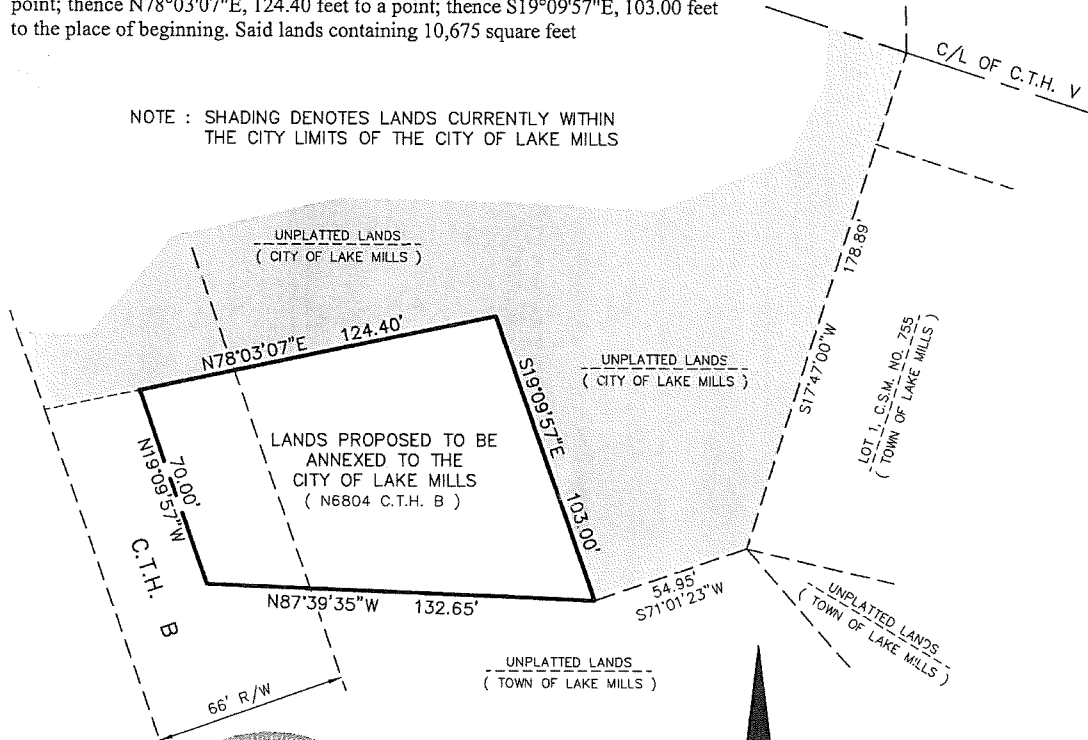 point; thence N78°03'07"E, 124.40 feet to a point; thence S19°09'57"E, 103.00 feet
to the place of beginning. Said lands containing 10,675 square feet
C/L OF C.T.H. V
NOTE : SHADING DENOTES LANDS CURRENTLY WITHIN
THE CITY LIMITS OF THE CITY OF LAKE MILLS
UNPLATTED LANDS
( CITY OF LAKE MILLS )
178.89'
S17°47'00"W
LOT 1, C.S.M. NO. 755
( TOWN OF LAKE MILLS )
N78°03'07"E 124.40'
UNPLATTED LANDS
( CITY OF LAKE MILLS )
S19°09'57"E
103.00'
LANDS PROPOSED TO BE
ANNEXED TO THE
CITY OF LAKE MILLS
( N6804 C.T.H. B )
70.00'
N19°09'57"W
C.T.H. B
N87°39'35"W 132.65'
54.95'
S71°01'23"W
UNPLATTED LANDS
( TOWN OF LAKE MILLS )
UNPLATTED LANDS
( TOWN OF LAKE MILLS )
66' R/W